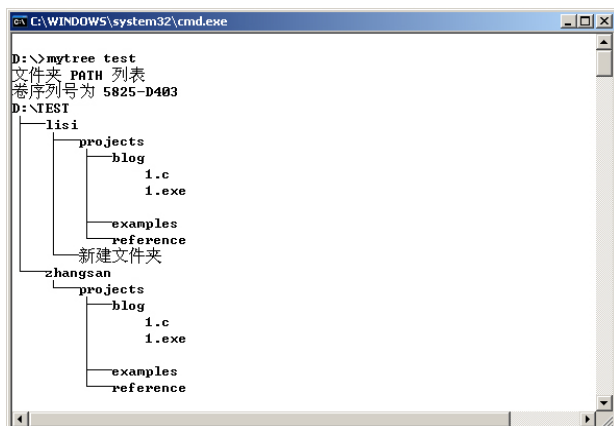 C:\WINDOWS\system32\cmd.exe
D:\>mytree test
文件夹 PATH 列表
卷序列号为 5825-D403
D:\TEST
├─lisi
│  ├─projects
│  │  ├─blog
│  │  │      1.c
│  │  │      1.exe
│  │  │
│  │  ├─examples
│  │  └─reference
│  └─新建文件夹
└─zhangsan
    └─projects
        ├─blog
        │      1.c
        │      1.exe
        │
        ├─examples
        └─reference